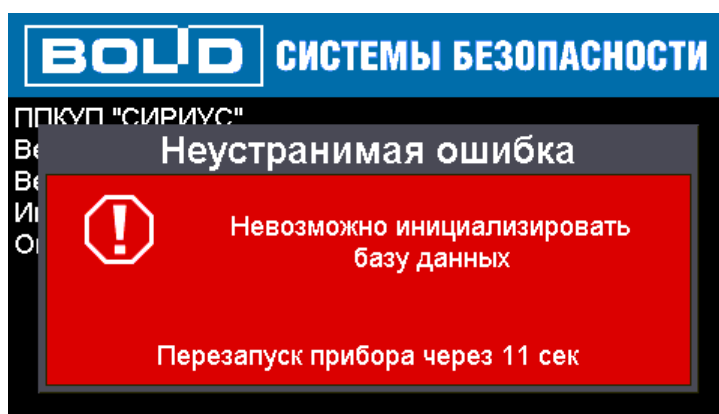 BOLID СИСТЕМЫ БЕЗОПАСНОСТИ
ППКУП "СИРИУС"
Неустранимая ошибка
Невозможно инициализировать
базу данных
Перезапуск прибора через 11 сек